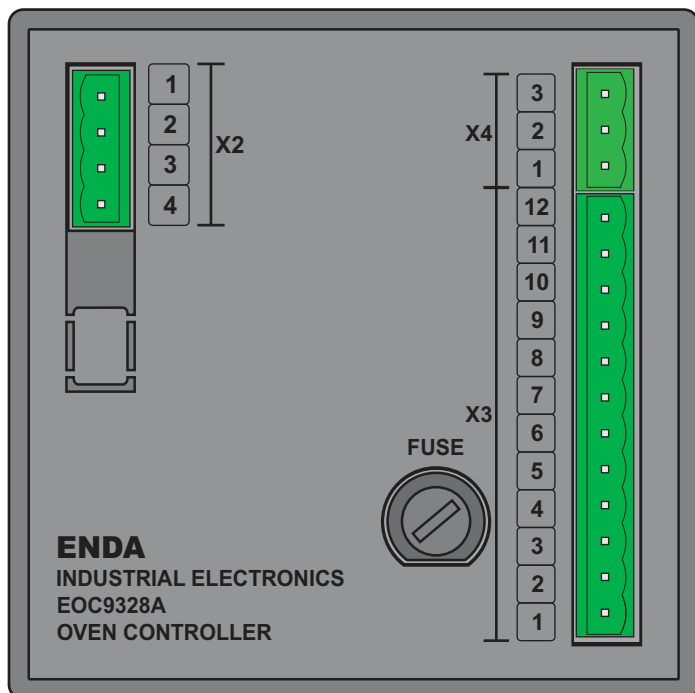 1
2
3
4
X2
X4
3
2
1
12
11
10
9
8
7
6
5
4
3
2
1
X3
FUSE
ENDA
INDUSTRIAL ELECTRONICS
EOC9328A
OVEN CONTROLLER